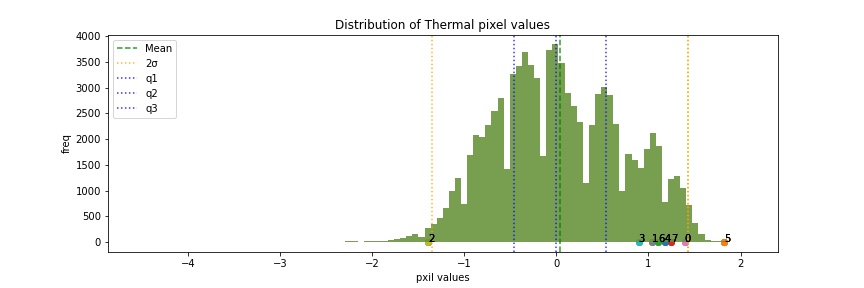 Distribution of Thermal pixel values
4000
3500
3000
2500
2000
1500
1000
500
0
freq
Mean
2σ
q1
q2
q3
2
3 1 6 4 7 0
5
−4 −3 −2 −1 0 1 2
pxil values